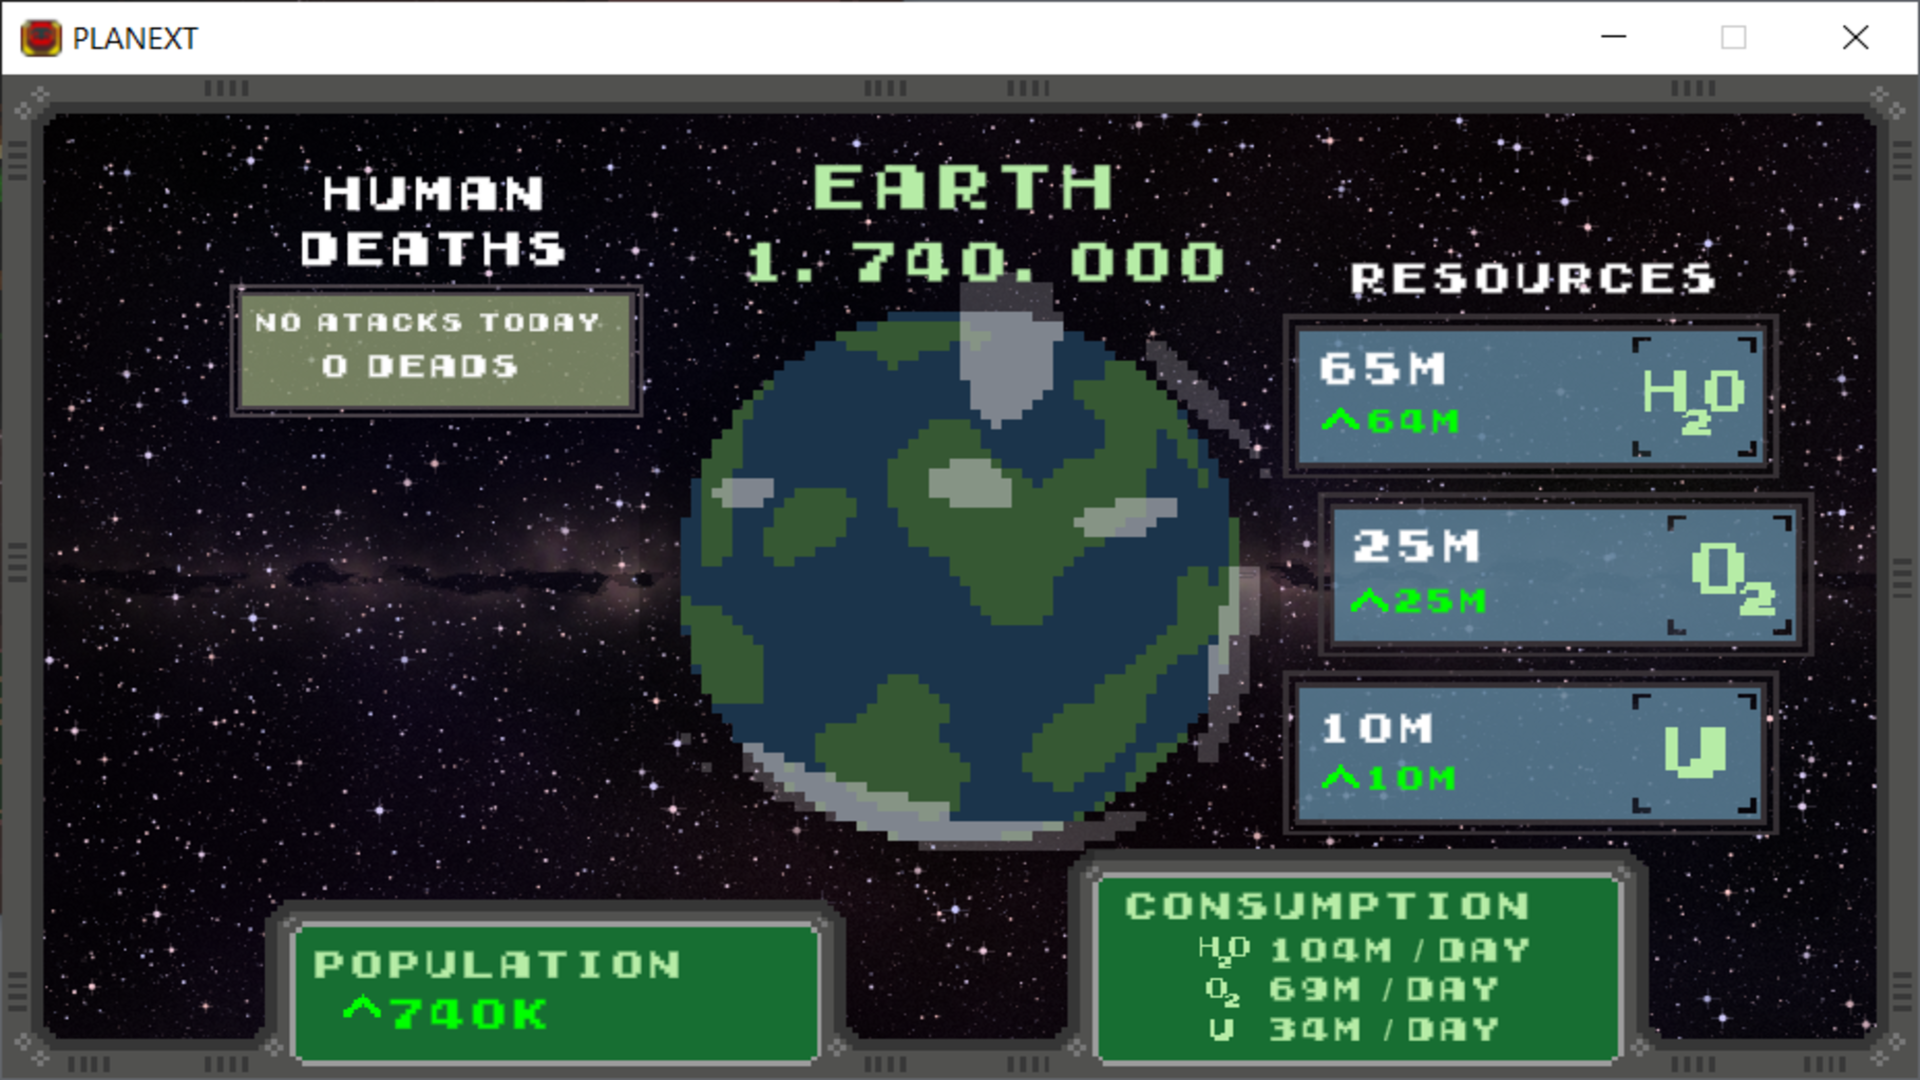 PLANEXT
HUMAN
DEATHS
NO ATACKS TODAY
0 DEADS
EARTH
1.740.000
RESOURCES
65M
^64M
H2O
25M
^25M
O2
10M
^10M
U
POPULATION
^740K
CONSUMPTION
H2O 104M /DAY
O2 69M /DAY
U 34M /DAY